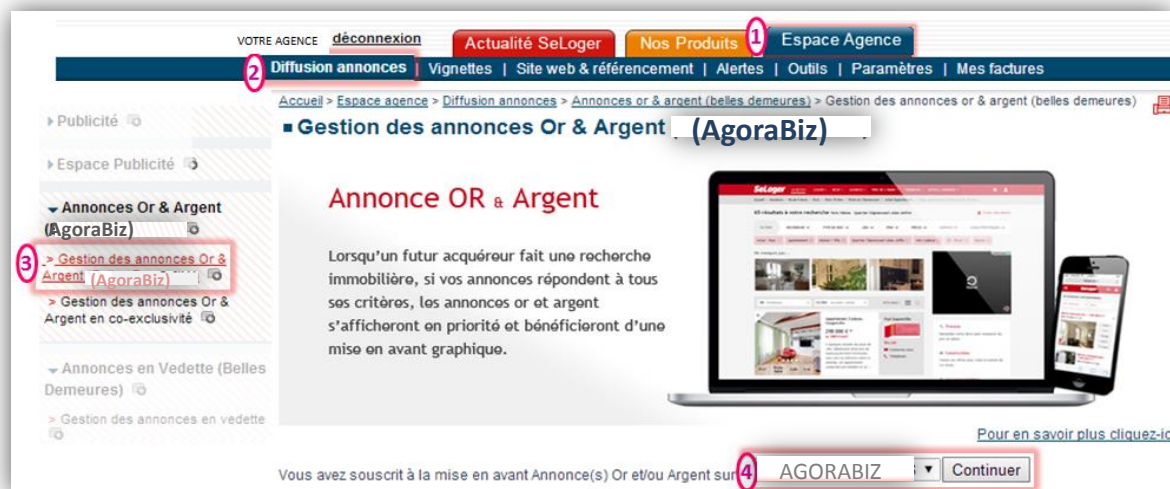 VOTRE AGENCE déconnexion Actualité SeLoger Nos Produits 1 Espace Agence
2 Diffusion annonces | Vignettes | Site web & référencement | Alertes | Outils | Paramètres | Mes factures
Accueil > Espace agence > Diffusion annonces > Annonces or & argent (belles demeures) > Gestion des annonces or & argent (belles demeures)
Gestion des annonces Or & Argent (AgoraBiz)
Publicité
Espace Publicité
Annonces Or & Argent
(AgoraBiz)
3 > Gestion des annonces Or &
Argent (AgoraBiz)
> Gestion des annonces Or &
Argent en co-exclusivité
Annonces en Vedette (Belles
Demeures)
> Gestion des annonces en vedette
Annonce OR & Argent
Lorsqu’un futur acquéreur fait une recherche
immobilière, si vos annonces répondent à tous
ses critères, les annonces or et argent
s’afficheront en priorité et bénéficieront d’une
mise en avant graphique.
SeLoger
Pour en savoir plus cliquez-ic
Vous avez souscrit à la mise en avant Annonce(s) Or et/ou Argent sur 4 AGORABIZ Continuer